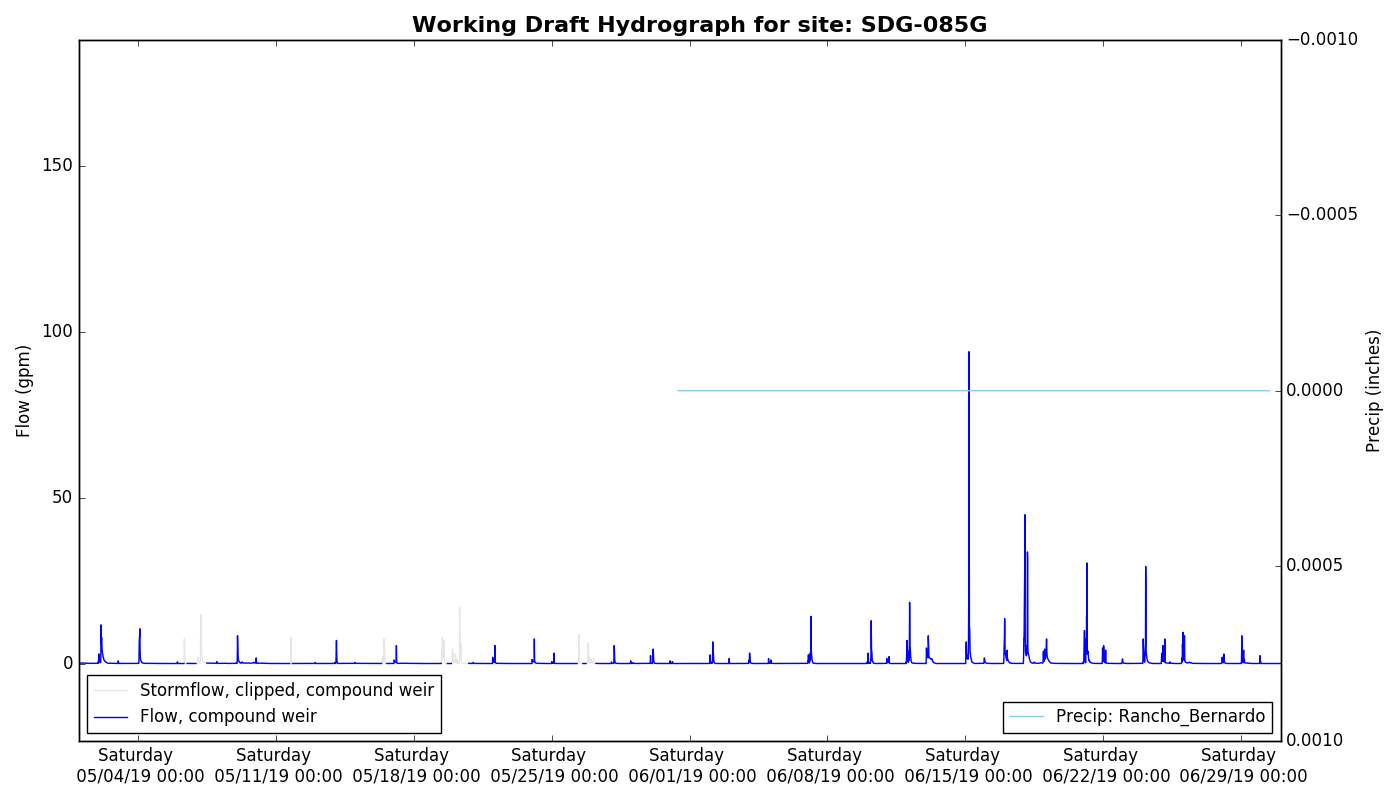 Working Draft Hydrograph for site: SDG-085G
Flow (gpm)
150
100
50
0
−0.0010
−0.0005
0.0000
0.0005
0.0010
Precip (inches)
Stormflow, clipped, compound weir
Flow, compound weir
Precip: Rancho_Bernardo
Saturday Saturday Saturday Saturday Saturday Saturday Saturday Saturday Saturday
05/04/19 00:00 05/11/19 00:00 05/18/19 00:00 05/25/19 00:00 06/01/19 00:00 06/08/19 00:00 06/15/19 00:00 06/22/19 00:00 06/29/19 00:00